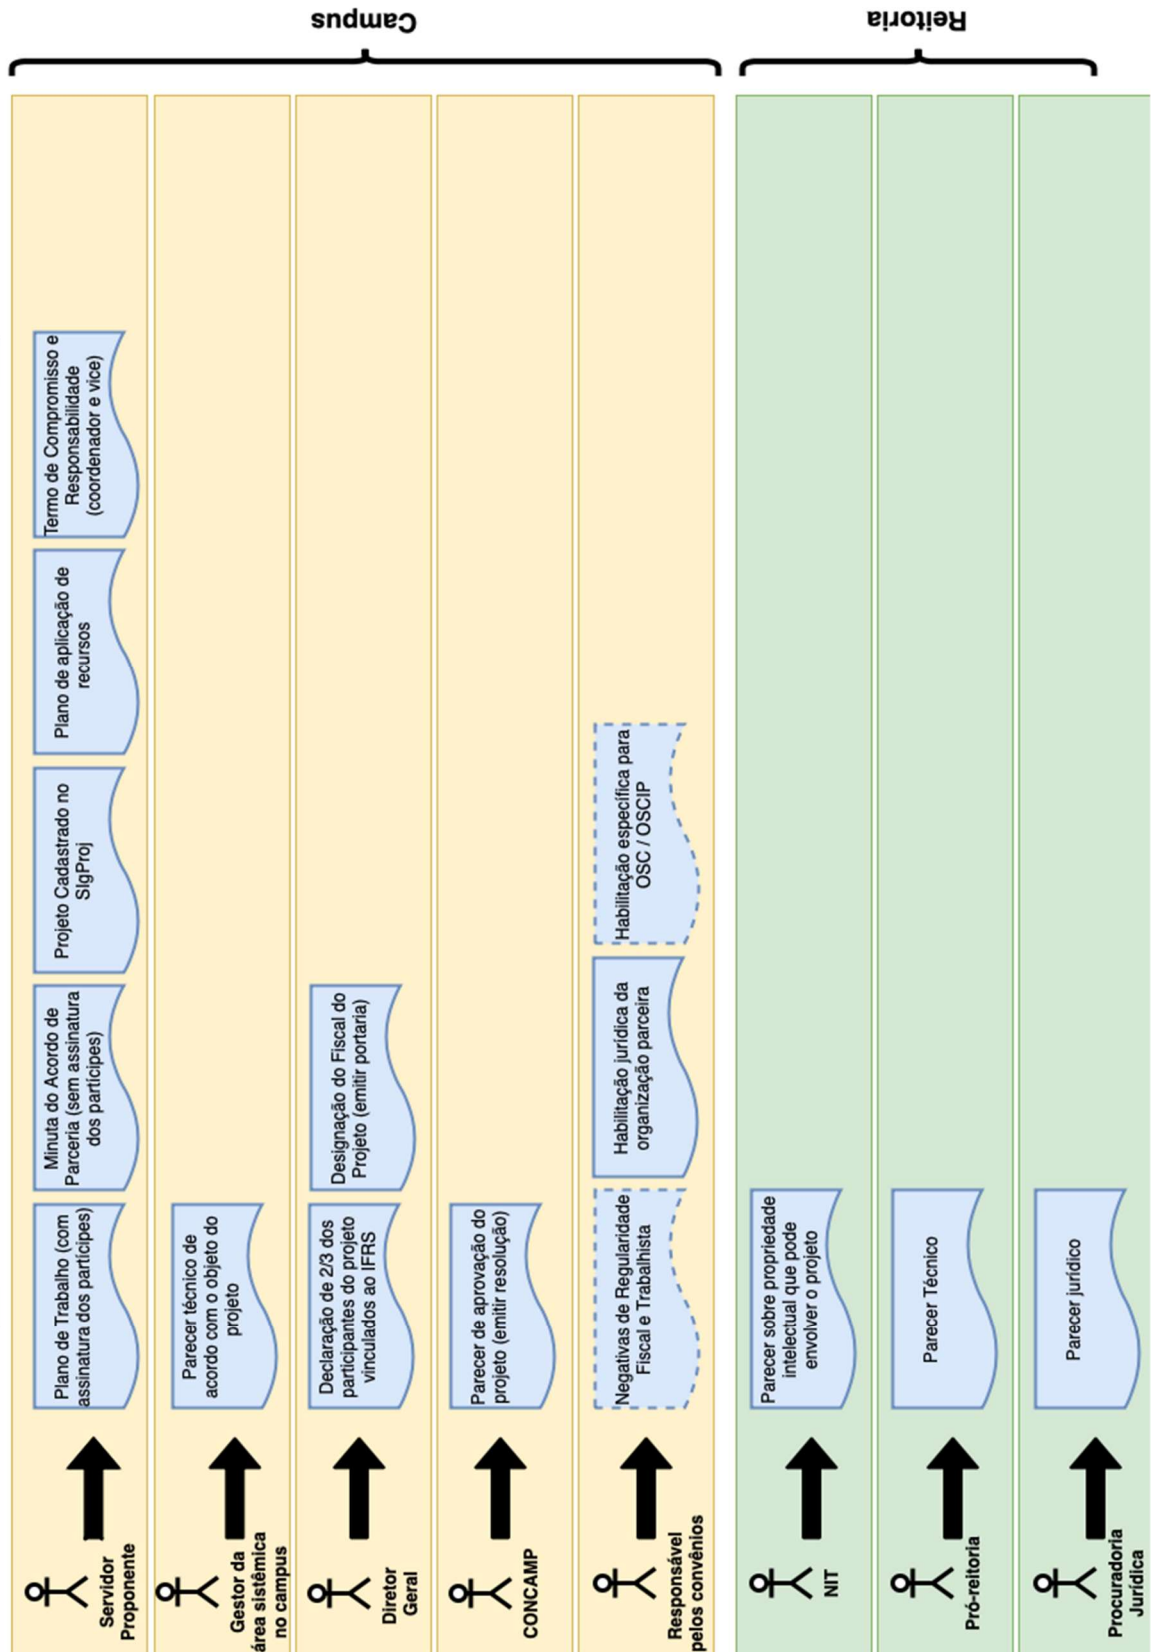 Servidor
Proponente
Plano de Trabalho (com
assinatura dos partícipes)
Minuta do Acordo de
Parceria (sem assinatura
dos partícipes)
Projeto Cadastrado no
SIgProj
Plano de aplicação de
recursos
Termo de Compromisso e
Responsabilidade
(coordenador e vice)
Gestor da
área sistêmica
no campus
Parecer técnico de
acordo com o objeto do
projeto
Diretor
Geral
Declaração de 2/3 dos
participantes do projeto
vinculados ao IFRS
Designação do Fiscal do
Projeto (emitir portaria)
CONCAMP
Parecer de aprovação do
projeto (emitir resolução)
Responsável
pelos convênios
Negativas de Regularidade
Fiscal e Trabalhista
Habilitação jurídica da
organização parceira
Habilitação específica para
OSC / OSCIP
Campus
NIT
Parecer sobre propriedade
intelectual que pode
envolver o projeto
Pró-reitoria
Parecer Técnico
Procuradoria
Jurídica
Parecer jurídico
Reitoria